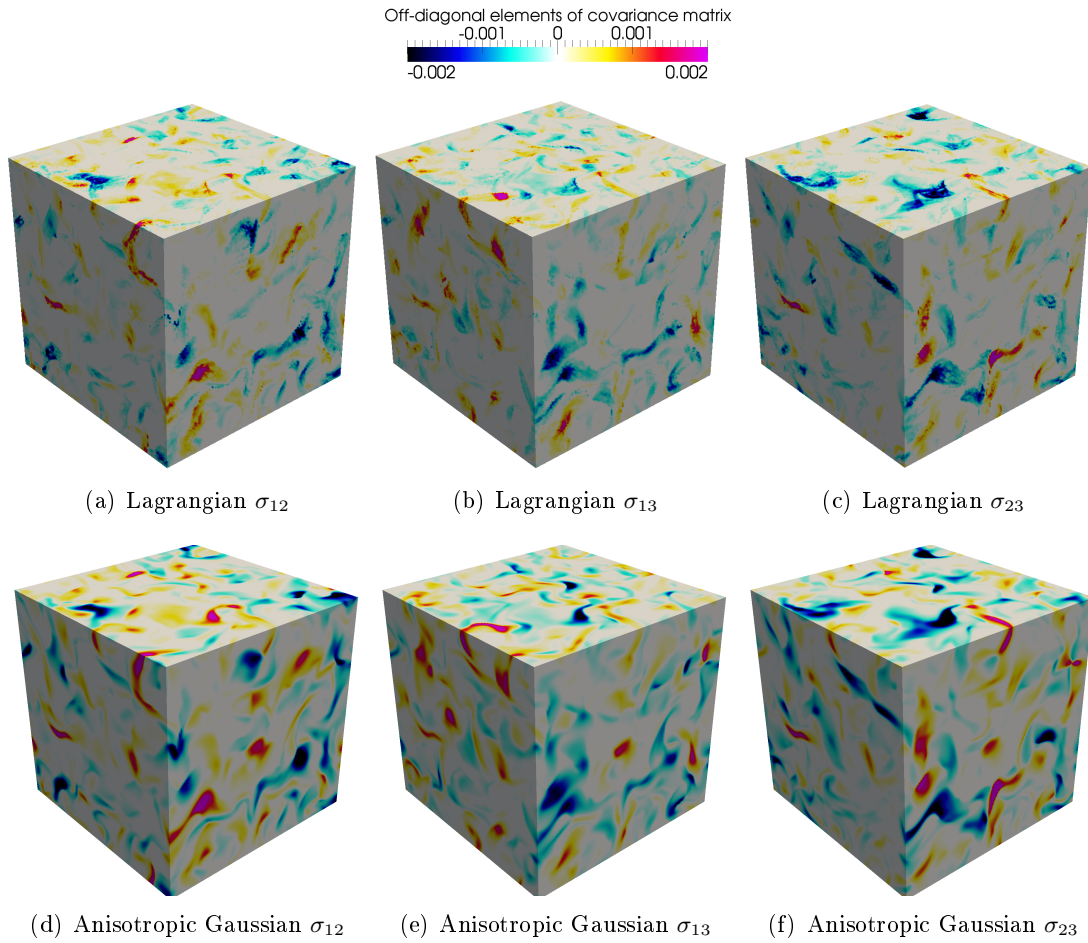 Off-diagonal elements of covariance matrix
-0.001 0 0.001
-0.002 0.002
(a) Lagrangian σ12
(b) Lagrangian σ13
(c) Lagrangian σ23
(d) Anisotropic Gaussian σ12
(e) Anisotropic Gaussian σ13
(f) Anisotropic Gaussian σ23